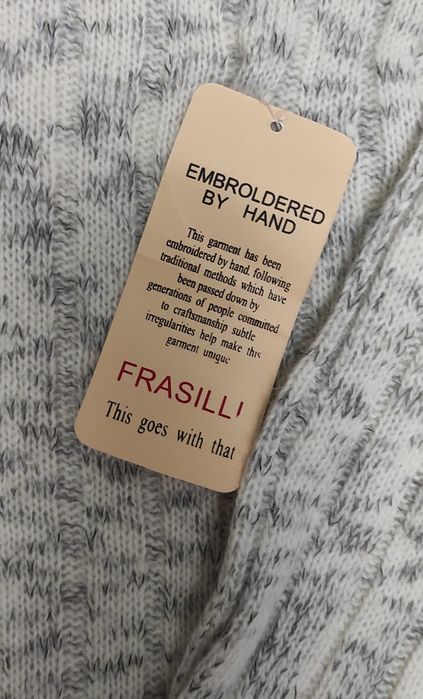 EMBROLDERED
BY HAND
This garment has been
embroidered by hand. following
traditional methods which have
been passed down by
generations of people committed
to craftsmanship subtle
irregularities help make this
garment unique
FRASILLI
This goes with that